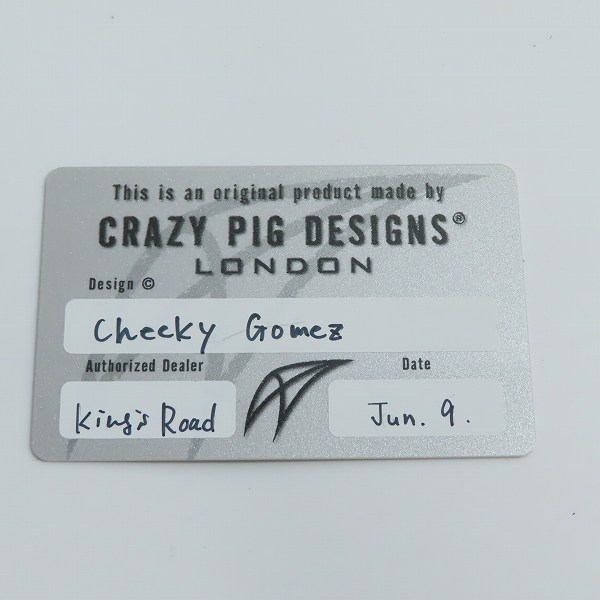 This is an original product made by
CRAZY PIG DESIGNS®
LONDON
Design ©
Cheeky Gomez
Authorized Dealer
King's Road
Date
Jun. 9.